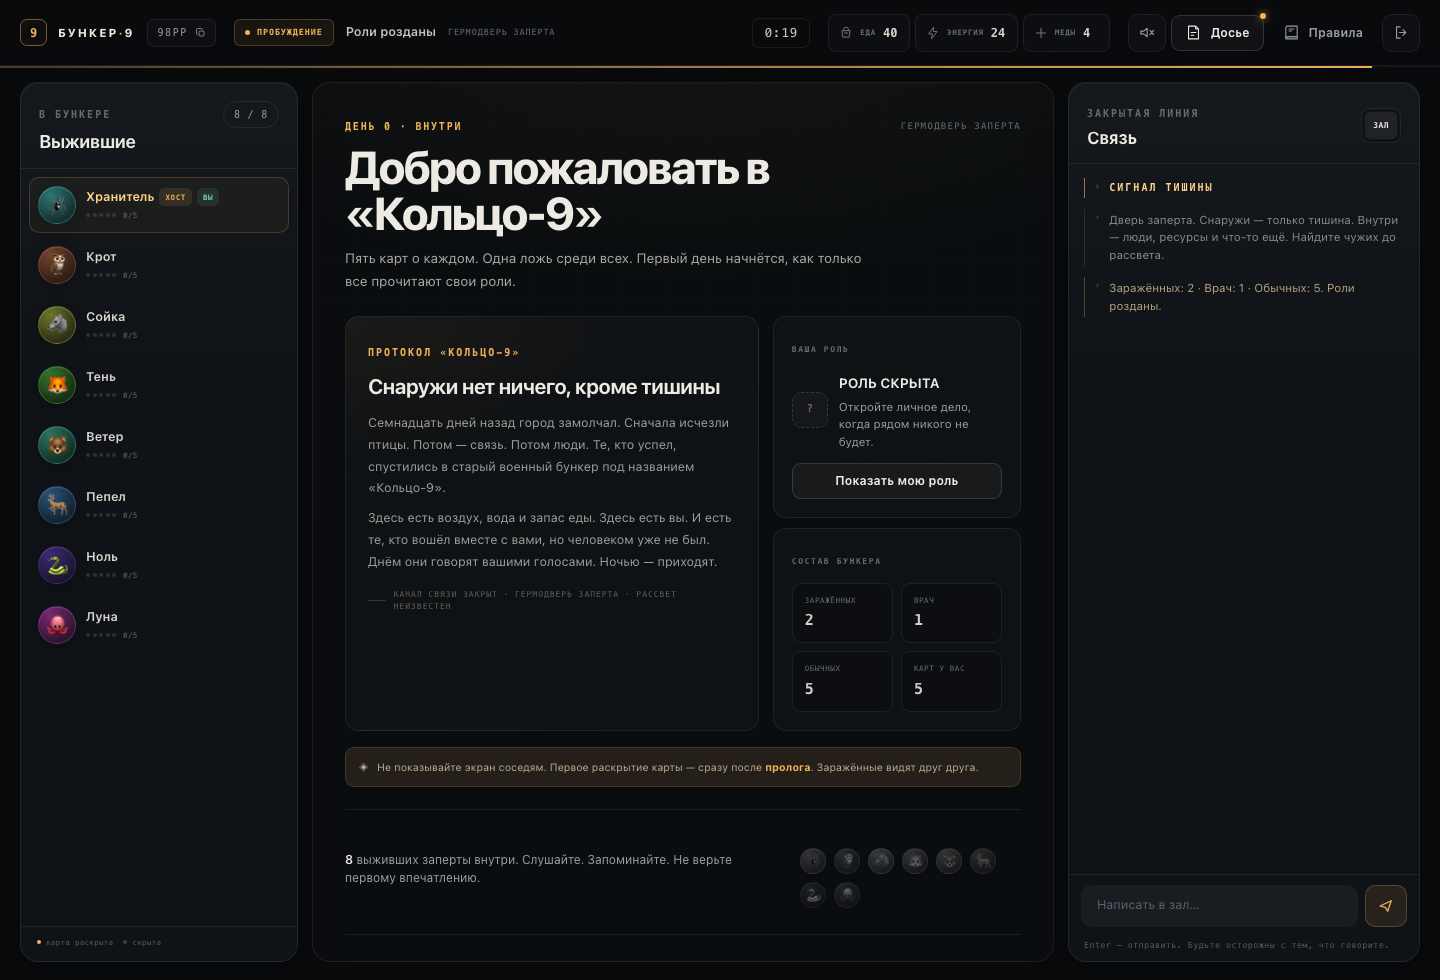 9 БУНКЕР·9 98PP ПРОБУЖДЕНИЕ Роли розданы ГЕРМОДВЕРЬ ЗАПЕРТА 0:19 ЕДА 40 ЭНЕРГИЯ 24 МЕДЫ 4 Досье Правила
В БУНКЕРЕ
8 / 8
Выжившие
Хранитель ХОСТ ВЫ
0/5
Крот
0/5
Сойка
0/5
Тень
0/5
Ветер
0/5
Пепел
0/5
Ноль
0/5
Луна
0/5
карта раскрыта скрыта
ДЕНЬ 0 · ВНУТРИ
ГЕРМОДВЕРЬ ЗАПЕРТА
Добро пожаловать в
«Кольцо-9»
Пять карт о каждом. Одна ложь среди всех. Первый день начнётся, как только
все прочитают свои роли.
ПРОТОКОЛ «КОЛЬЦО-9»
Снаружи нет ничего, кроме тишины
Семнадцать дней назад город замолчал. Сначала исчезли
птицы. Потом — связь. Потом люди. Те, кто успел,
спустились в старый военный бункер под названием
«Кольцо-9».
Здесь есть воздух, вода и запас еды. Здесь есть вы. И есть
те, кто вошёл вместе с вами, но человеком уже не был.
Днём они говорят вашими голосами. Ночью — приходят.
КАНАЛ СВЯЗИ ЗАКРЫТ · ГЕРМОДВЕРЬ ЗАПЕРТА · РАССВЕТ
НЕИЗВЕСТЕН
ВАША РОЛЬ
?
РОЛЬ СКРЫТА
Откройте личное дело,
когда рядом никого не
будет.
Показать мою роль
СОСТАВ БУНКЕРА
ЗАРАЖЁННЫХ
2
ВРАЧ
1
ОБЫЧНЫХ
5
КАРТ У ВАС
5
Не показывайте экран соседям. Первое раскрытие карты — сразу после пролога. Заражённые видят друг друга.
8 выживших заперты внутри. Слушайте. Запоминайте. Не верьте
первому впечатлению.
ЗАКРЫТАЯ ЛИНИЯ
Связь
ЗАЛ
СИГНАЛ ТИШИНЫ
Дверь заперта. Снаружи — только тишина. Внутри
— люди, ресурсы и что-то ещё. Найдите чужих до
рассвета.
Заражённых: 2 · Врач: 1 · Обычных: 5. Роли
розданы.
Написать в зал…
Enter — отправить. Будьте осторожны с тем, что говорите.